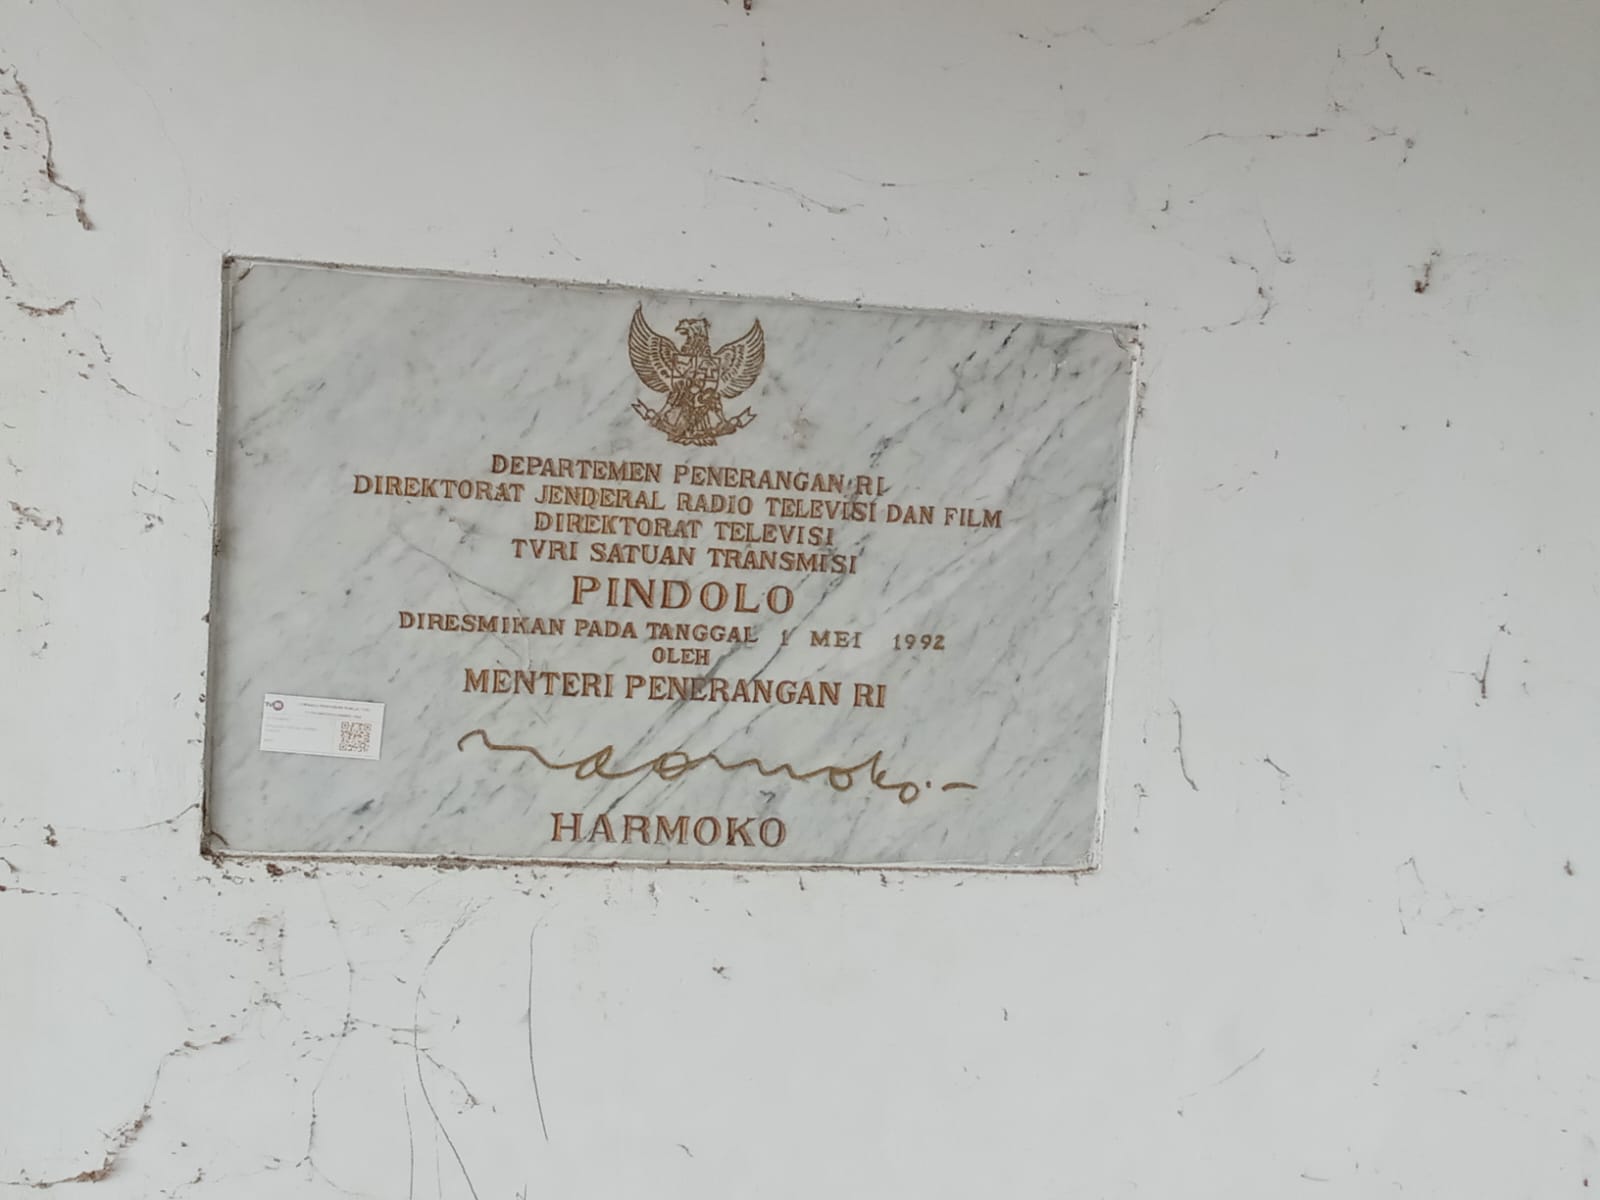 DEPARTEMEN PENERANGAN RI
DIREKTORAT JENDERAL RADIO TELEVISI DAN FILM
DIREKTORAT TELEVISI
TVRI SATUAN TRANSMISI
PINDOLO
DIRESMIKAN PADA TANGGAL 1 MEI 1992
OLEH
MENTERI PENERANGAN RI
HARMOKO